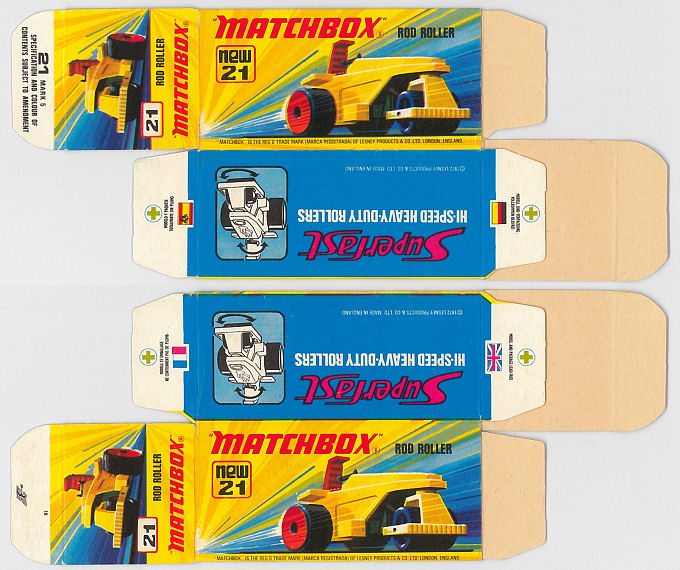 "MATCHBOX"®
ROD ROLLER
new
21
"MATCHBOX" IS THE REG'D TRADE MARK (MARCA REGISTRADA) OF LESNEY PRODUCTS & CO. LTD. LONDON, ENGLAND.
"MATCHBOX"®
ROD ROLLER
21
21 MARK 5
SPECIFICATION AND COLOUR OF
CONTENTS SUBJECT TO AMENDMENT
Superfast
HI-SPEED HEAVY-DUTY ROLLERS
© 1972 LESNEY PRODUCTS & CO. LTD. MADE IN ENGLAND
Superfast
HI-SPEED HEAVY-DUTY ROLLERS
© 1972 LESNEY PRODUCTS & CO. LTD. MADE IN ENGLAND
"MATCHBOX"®
ROD ROLLER
new
21
"MATCHBOX" IS THE REG'D TRADE MARK (MARCA REGISTRADA) OF LESNEY PRODUCTS & CO. LTD. LONDON, ENGLAND.
"MATCHBOX"®
ROD ROLLER
21
16